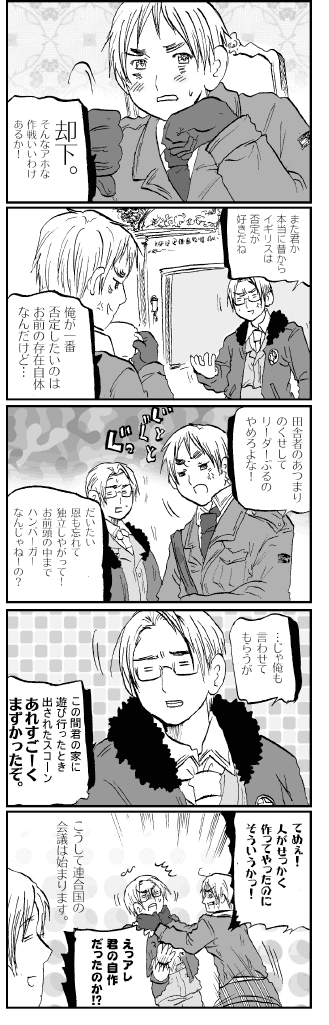 却下。
そんなアホな
作戦いいわけ
あるか！
また君か
本当に昔から
イギリスは
否定が
好きだね
俺が一番
否定したいのは
お前の存在自体
なんだけど…
田舎者のあつまり
のくせして
リーダーぶるの
やめろよな！
ぐっ
ぐぐっと
だいたい
恩も忘れて
独立しやがって！
お前頭の中まで
ハンバーガー
なんじゃねーの？
…じゃ俺も
言わせて
もらうが
この間君の家に
遊び行ったとき
出されたスコーン
あれすごーく
まずかったぞ。
てめぇ！
人がせっかく
作ってやったのに
そういうかっ！
えっアレ
君の自作
だったのか!?
こうして連合国の
会議は始まります。